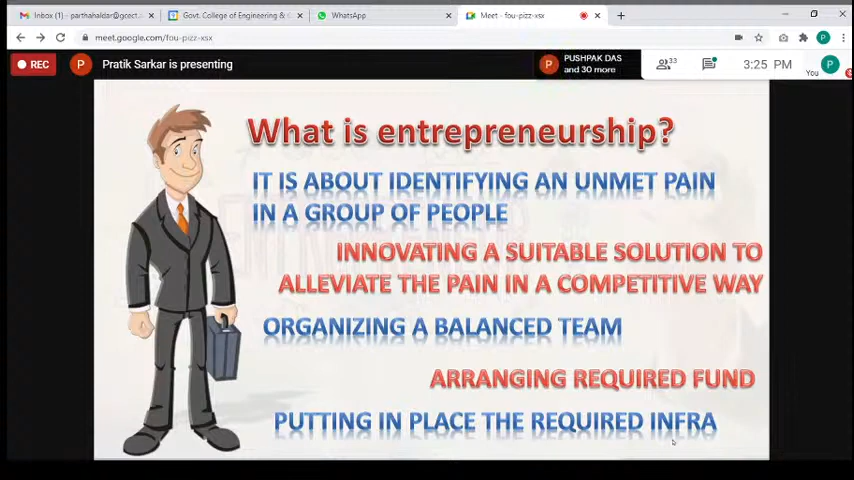 Inbox (1) - parthahaldar@gcect.
Govt. College of Engineering & C
WhatsApp
Meet - fou-pizz-xsx
meet.google.com/fou-pizz-xsx
P
REC
P
Pratik Sarkar is presenting
P
PUSHPAK DAS
and 30 more
33
3:25 PM
You
P
What is entrepreneurship?
IT IS ABOUT IDENTIFYING AN UNMET PAIN
IN A GROUP OF PEOPLE
INNOVATING A SUITABLE SOLUTION TO
ALLEVIATE THE PAIN IN A COMPETITIVE WAY
ORGANIZING A BALANCED TEAM
ARRANGING REQUIRED FUND
PUTTING IN PLACE THE REQUIRED INFRA